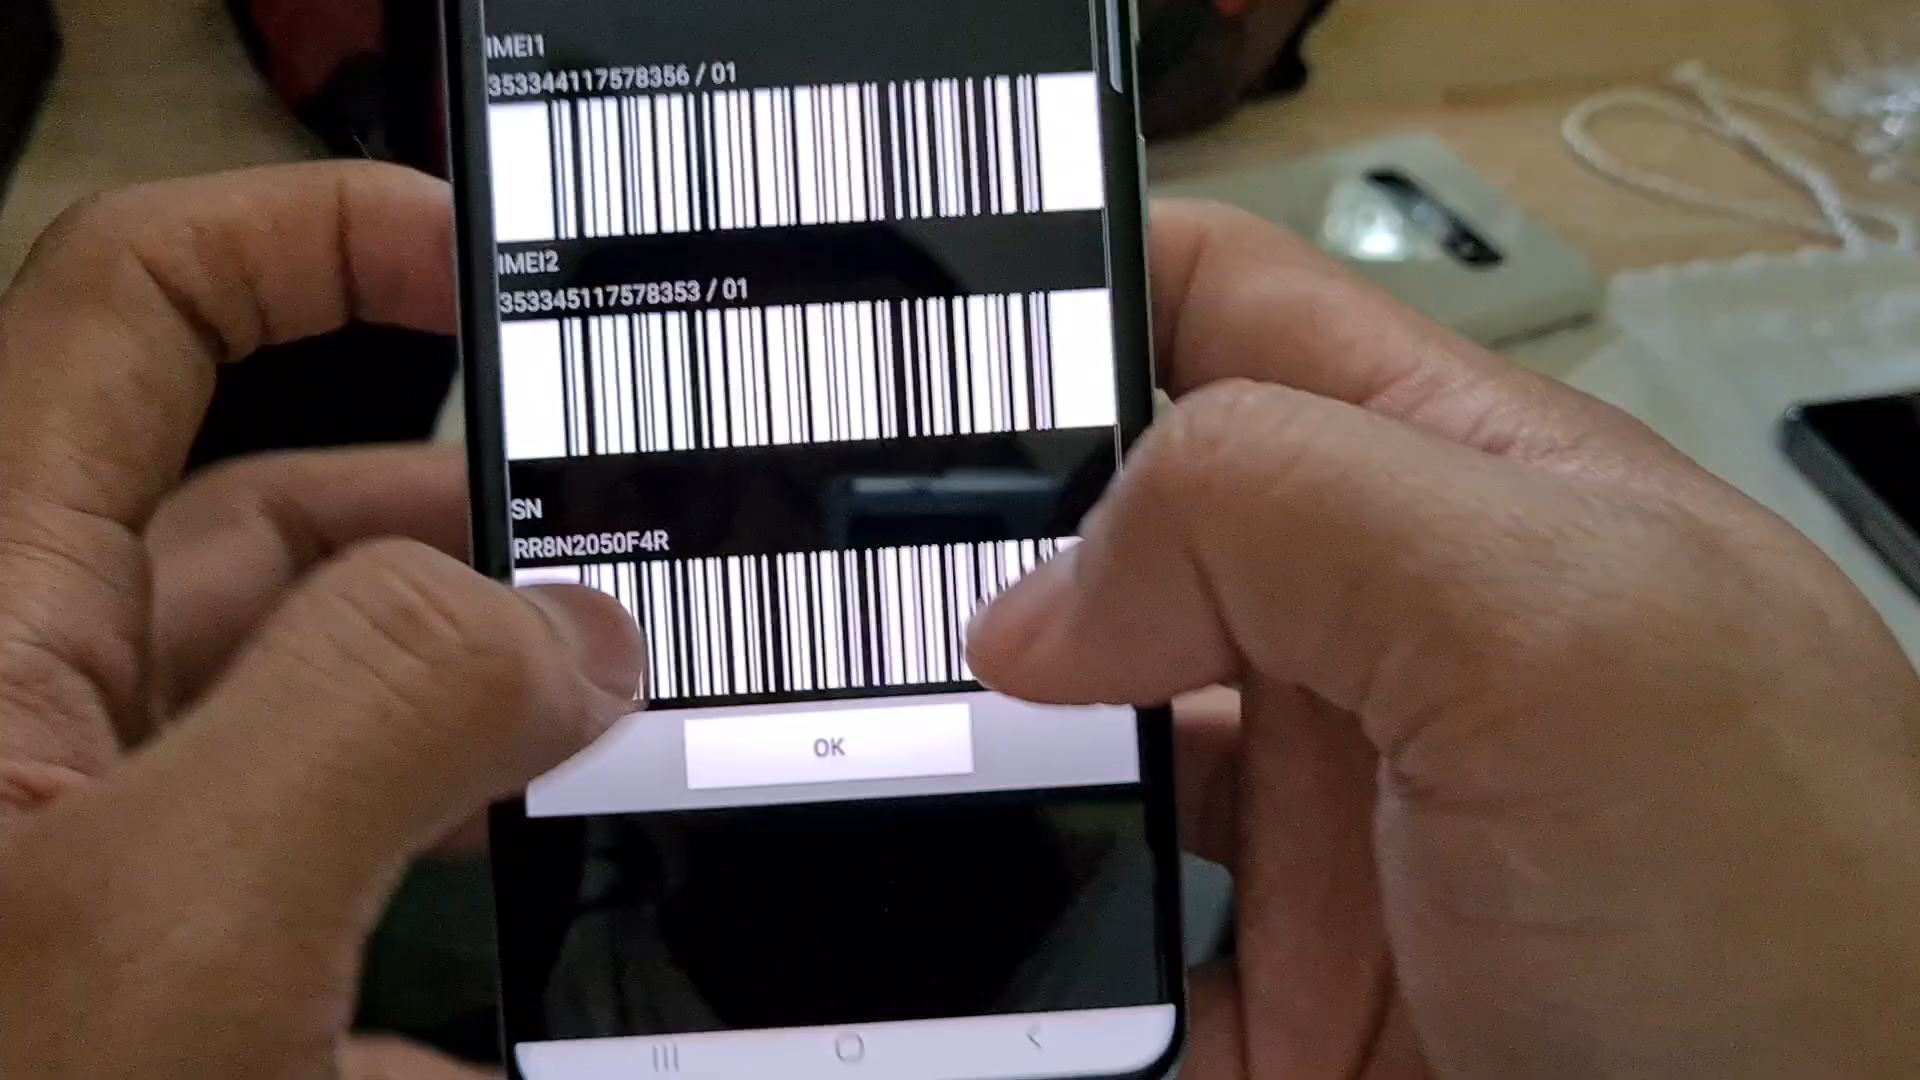 IMEI1
353344117578356 / 01
IMEI2
353345117578353 / 01
SN
RR8N2050F4R
OK